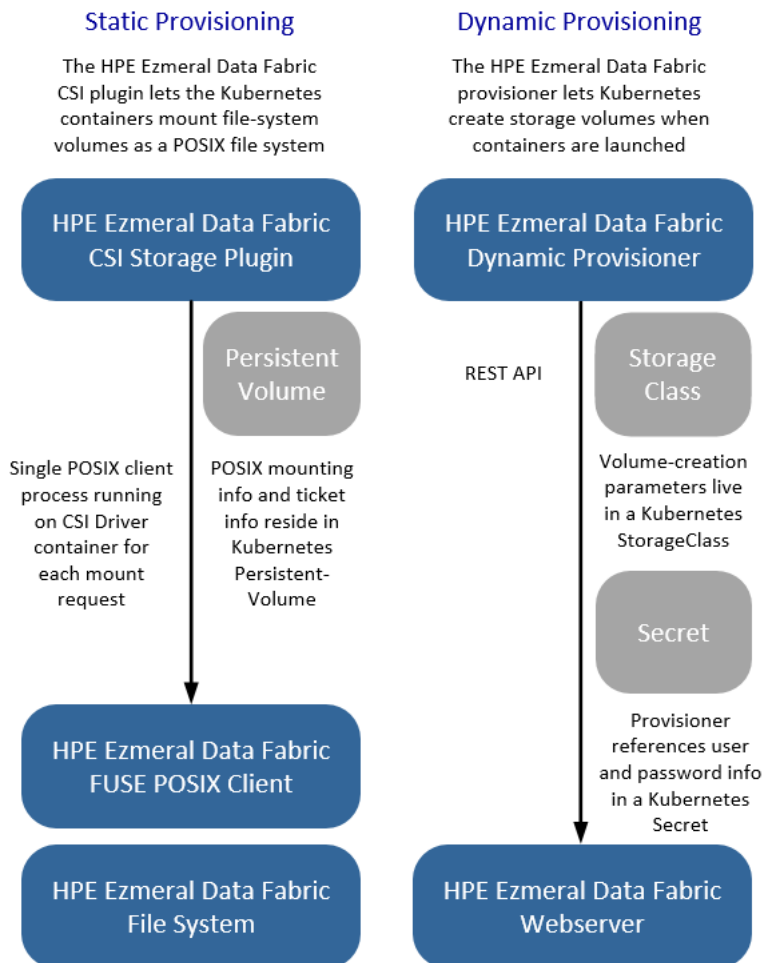 Static Provisioning
The HPE Ezmeral Data Fabric
CSI plugin lets the Kubernetes
containers mount file-system
volumes as a POSIX file system
HPE Ezmeral Data Fabric
CSI Storage Plugin
Persistent
Volume
Single POSIX client
process running
on CSI Driver
container for
each mount
request
POSIX mounting
info and ticket
info reside in
Kubernetes
Persistent-
Volume
HPE Ezmeral Data Fabric
FUSE POSIX Client
HPE Ezmeral Data Fabric
File System
Dynamic Provisioning
The HPE Ezmeral Data Fabric
provisioner lets Kubernetes
create storage volumes when
containers are launched
HPE Ezmeral Data Fabric
Dynamic Provisioner
REST API
Storage
Class
Volume-creation
parameters live
in a Kubernetes
StorageClass
Secret
Provisioner
references user
and password info
in a Kubernetes
Secret
HPE Ezmeral Data Fabric
Webserver